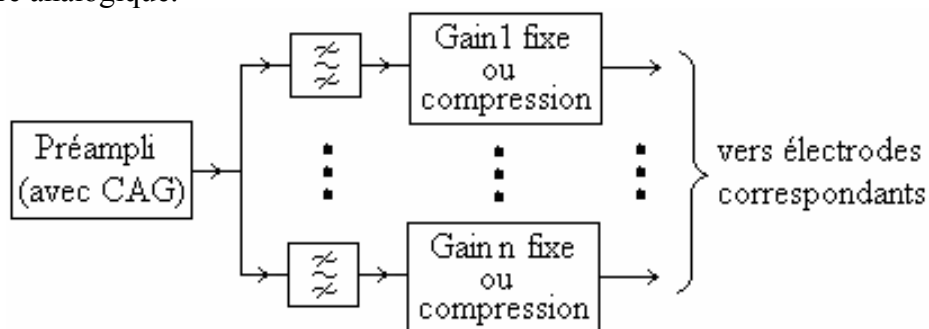 analogique.
Gain1 fixe
ou
compression
Préampli
(avec CAG)
vers électrodes
correspondants
Gain n fixe
ou
compression